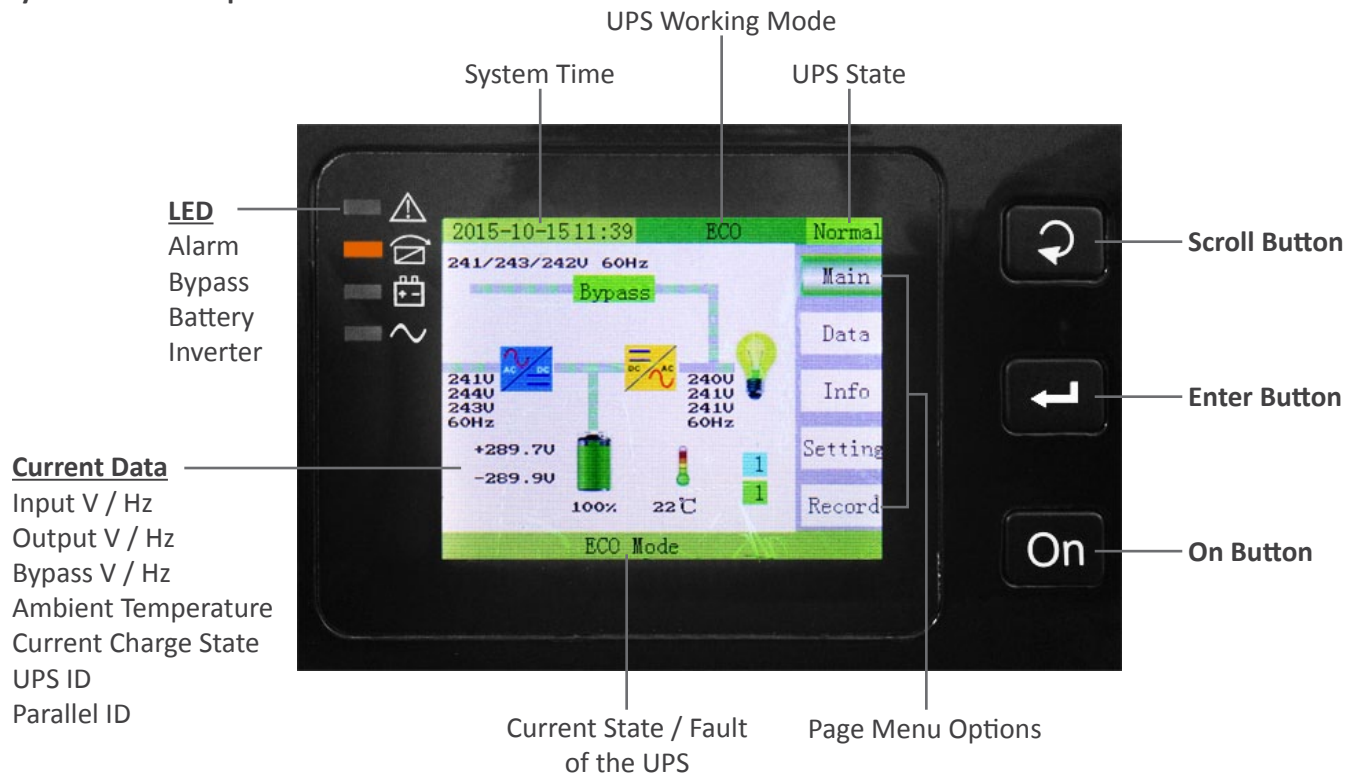 UPS Working Mode
System Time
UPS State
LED
Alarm
Bypass
Battery
Inverter
2015-10-15 11:39
ECO
Normal
241/243/242V 60Hz
Bypass
Main
Data
Info
Setting
Record
AC DC
DC AC
241V
244V
243V
60Hz
240V
241V
241V
60Hz
+289.7V
-289.9V
100%
22℃
1
1
ECO Mode
On
Scroll Button
Enter Button
On Button
Current Data
Input V / Hz
Output V / Hz
Bypass V / Hz
Ambient Temperature
Current Charge State
UPS ID
Parallel ID
Current State / Fault
of the UPS
Page Menu Options